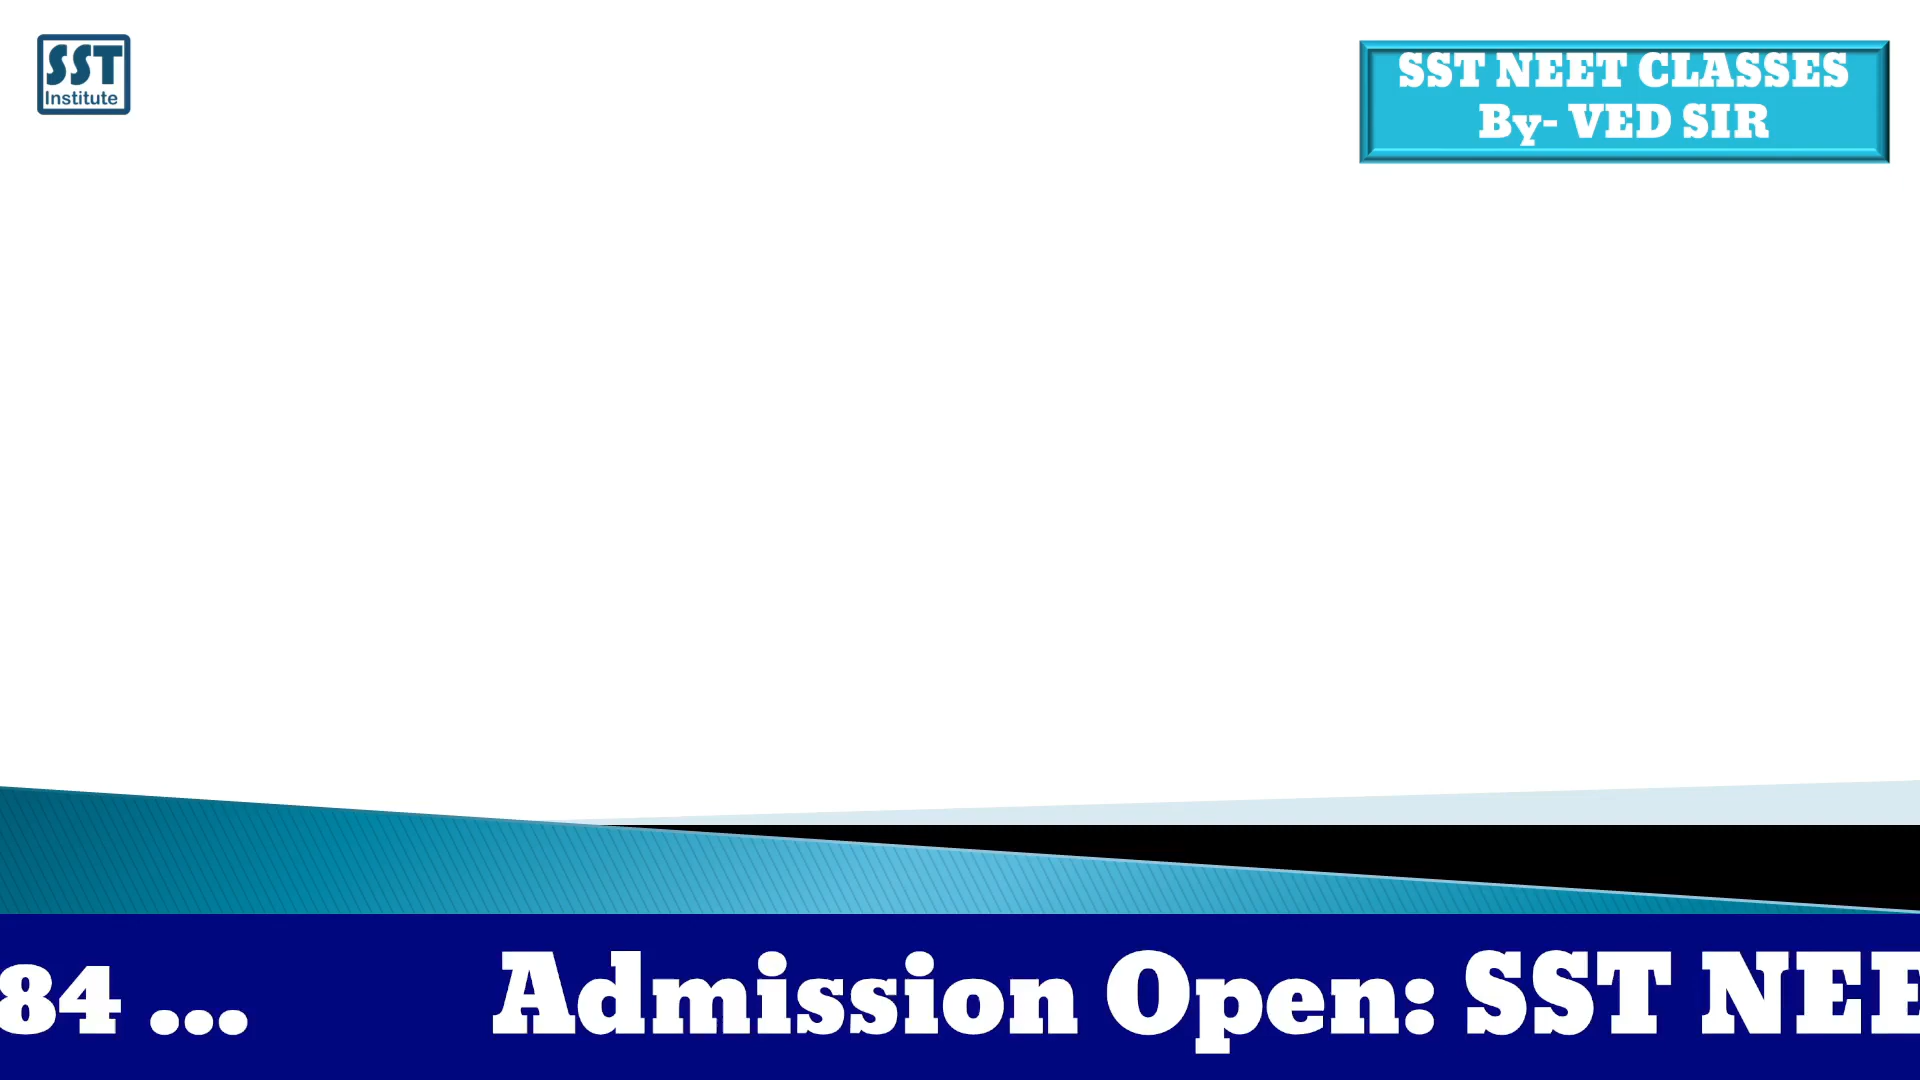 SST
Institute
SST NEET CLASSES
By- VED SIR
84 ... Admission Open: SST NEE